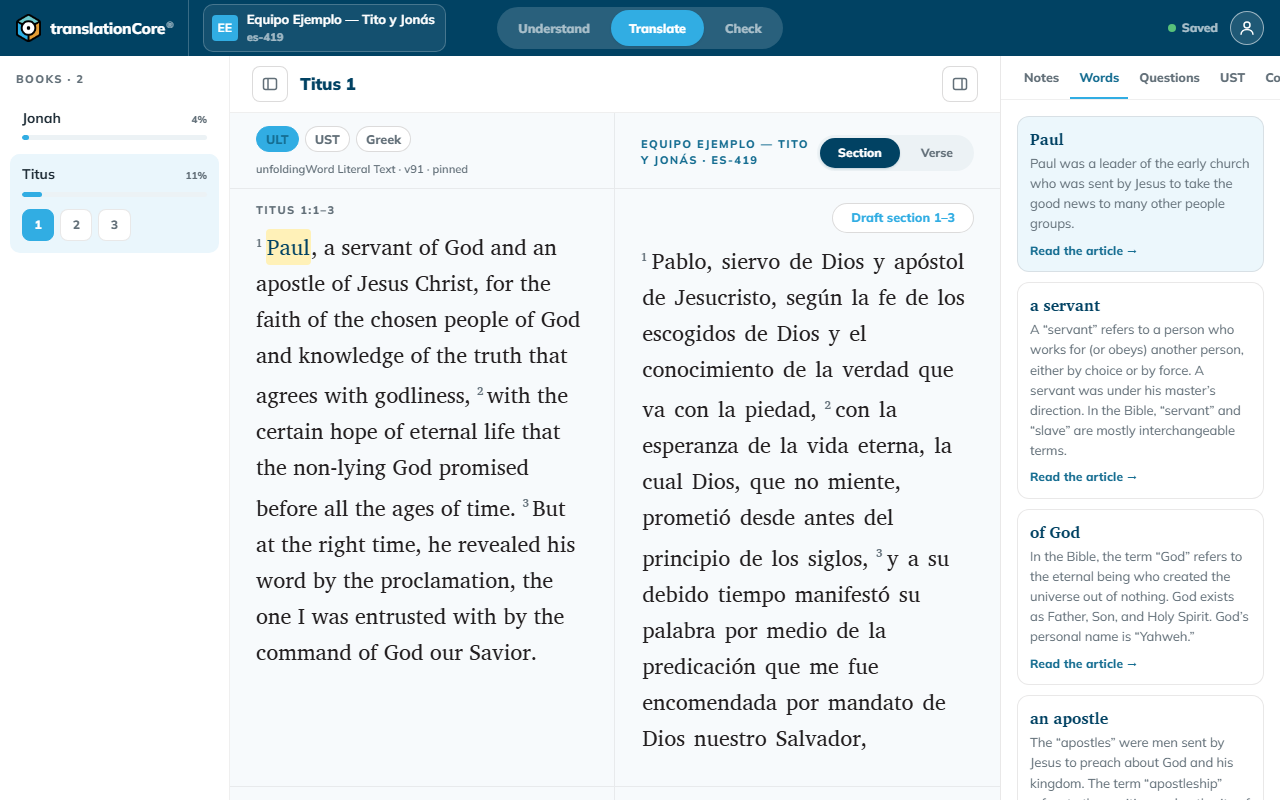 translationCore®
EE
Equipo Ejemplo — Tito y Jonás
es-419
Understand
Translate
Check
Saved
BOOKS · 2
Jonah
4%
Titus
11%
1
2
3
Titus 1
ULT
UST
Greek
unfoldingWord Literal Text · v91 · pinned
EQUIPO EJEMPLO — TITO
Y JONÁS · ES-419
Section
Verse
TITUS 1:1–3
1 Paul, a servant of God and an
apostle of Jesus Christ, for the
faith of the chosen people of God
and knowledge of the truth that
agrees with godliness, 2 with the
certain hope of eternal life that
the non-lying God promised
before all the ages of time. 3 But
at the right time, he revealed his
word by the proclamation, the
one I was entrusted with by the
command of God our Savior.
Draft section 1–3
1 Pablo, siervo de Dios y apóstol
de Jesucristo, según la fe de los
escogidos de Dios y el
conocimiento de la verdad que
va con la piedad, 2 con la
esperanza de la vida eterna, la
cual Dios, que no miente,
prometió desde antes del
principio de los siglos, 3 y a su
debido tiempo manifestó su
palabra por medio de la
predicación que me fue
encomendada por mandato de
Dios nuestro Salvador,
Notes
Words
Questions
UST
Co
Paul
Paul was a leader of the early church
who was sent by Jesus to take the
good news to many other people
groups.
Read the article →
a servant
A “servant” refers to a person who
works for (or obeys) another person,
either by choice or by force. A
servant was under his master’s
direction. In the Bible, “servant” and
“slave” are mostly interchangeable
terms.
Read the article →
of God
In the Bible, the term “God” refers to
the eternal being who created the
universe out of nothing. God exists
as Father, Son, and Holy Spirit. God’s
personal name is “Yahweh.”
Read the article →
an apostle
The “apostles” were men sent by
Jesus to preach about God and his
kingdom. The term “apostleship”